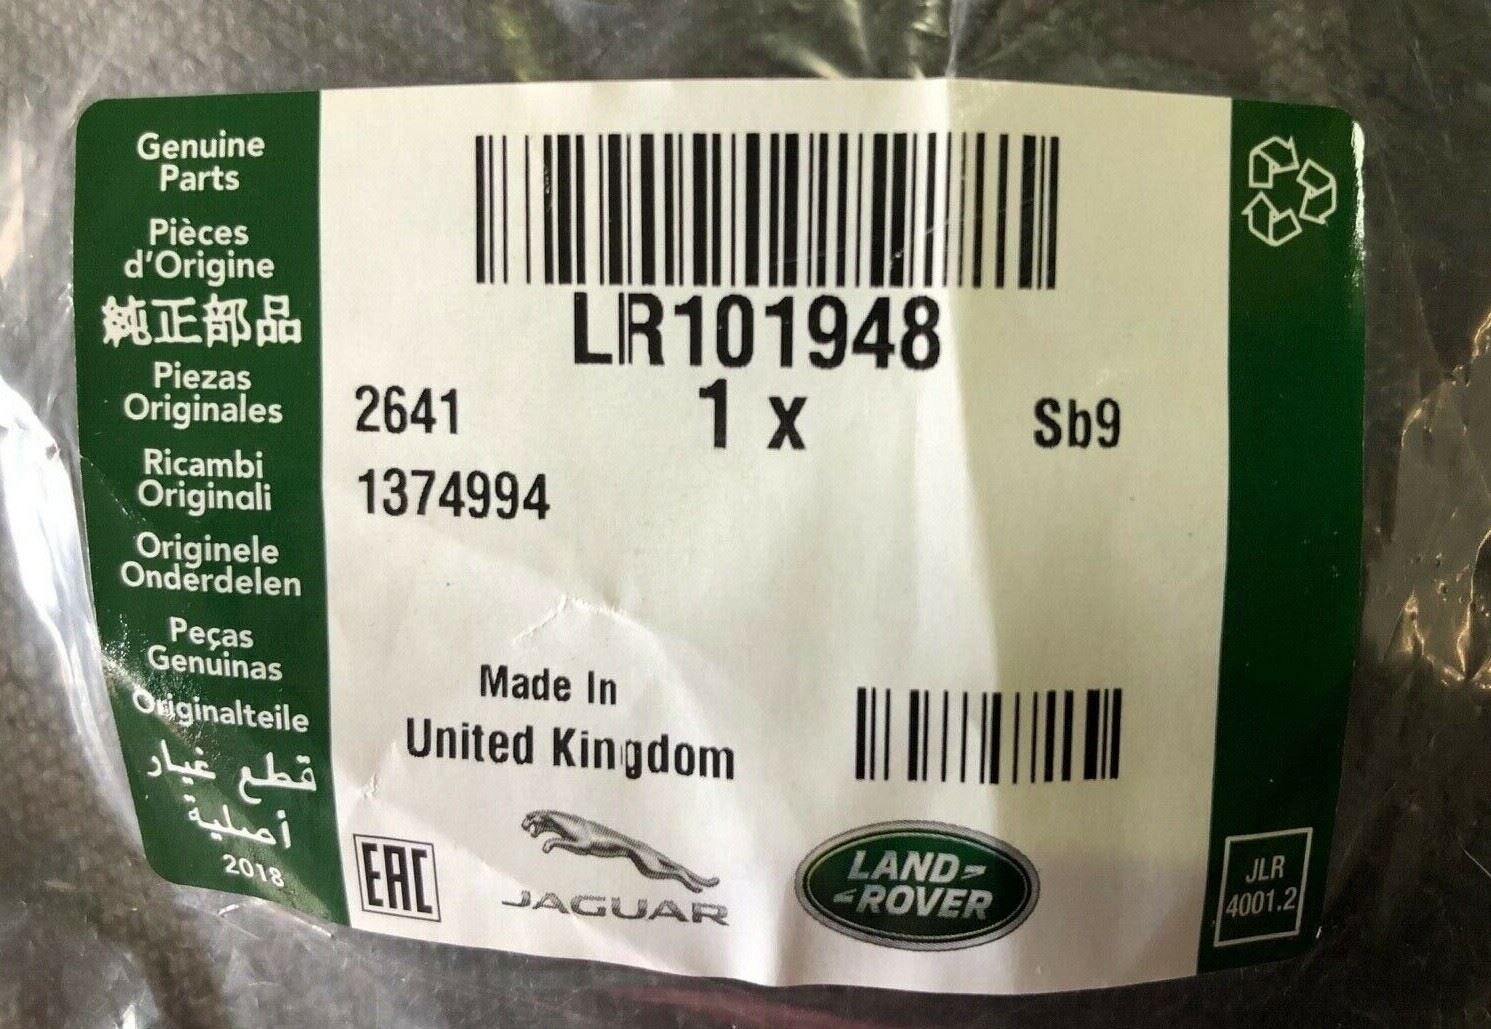 Genuine
Parts
Pièces
d'Origine
純正部品
Piezas
Originales
Ricambi
Originali
Originele
Onderdelen
Peças
Genuinas
Originalteile
قطع غيار
أصلية
2018
LR101948
2641
1 x
Sb9
1374994
Made In
United Kingdom
EAC
JAGUAR
LAND-
-ROVER
JLR
4001.2